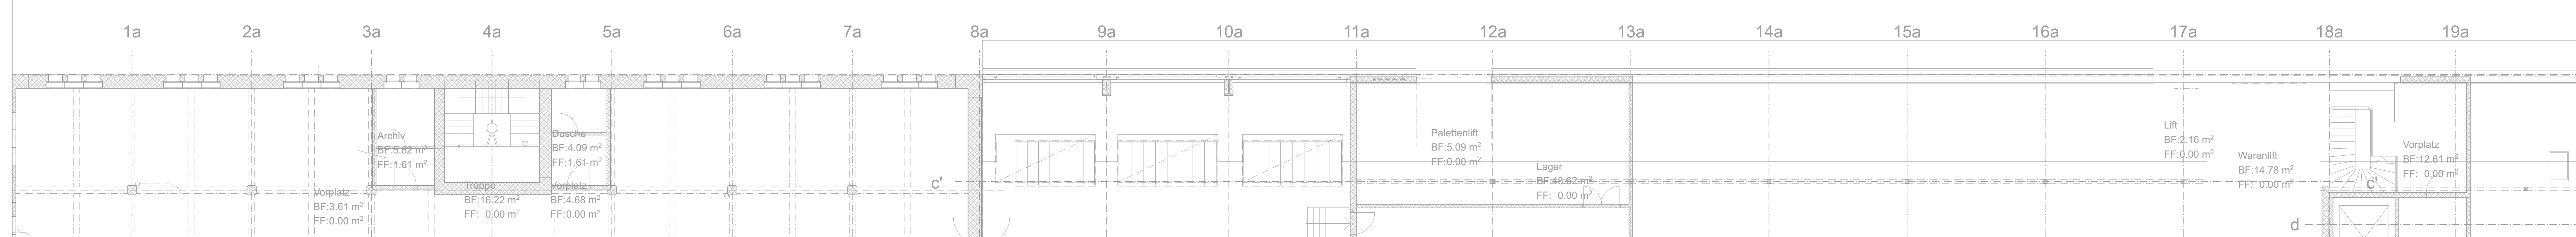 1a 2a 3a 4a 5a 6a 7a 8a 9a 10a 11a 12a 13a 14a 15a 16a 17a 18a 19a
Archiv
BF:5.62 m²
FF:1.61 m²
Vorplatz
BF:3.61 m²
FF:0.00 m²
Treppe
BF:16.22 m²
FF: 0.00 m²
Dusche
BF:4.09 m²
FF:1.61 m²
Vorplatz
BF:4.68 m²
FF:0.00 m²
c'
Palettenlift
BF:5.09 m²
FF:0.00 m²
Lager
BF:48.62 m²
FF: 0.00 m²
Lift
BF:2.16 m²
FF:0.00 m²
Warenlift
BF:14.78 m²
FF: 0.00 m²
Vorplatz
BF:12.61 m²
FF: 0.00 m²
c'
d